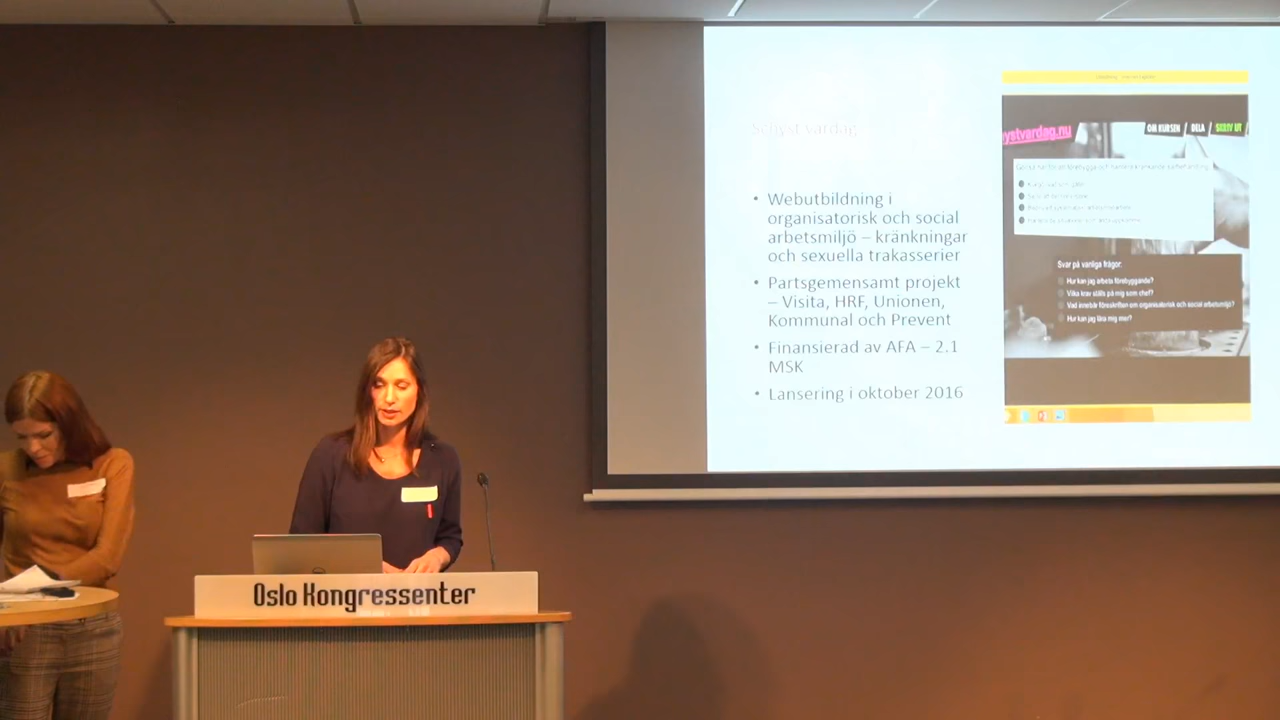 Schyst vardag
• Webutbildning i
organisatorisk och social
arbetsmiljö – kränkningar
och sexuella trakasserier
• Partsgemensamt projekt
– Visita, HRF, Unionen,
Kommunal och Prevent
• Finansierad av AFA – 2.1
MSK
• Lansering i oktober 2016
ystvardag.nu
OM KURSEN / DELA / SKRIV UT
Svar på vanliga frågor:
Hur kan jag arbeta förebyggande?
Vilka krav ställs på mig som chef?
Vad innebär föreskriften om organisatorisk och social arbetsmiljö?
Hur kan jag lära mig mer?
Oslo Kongressenter